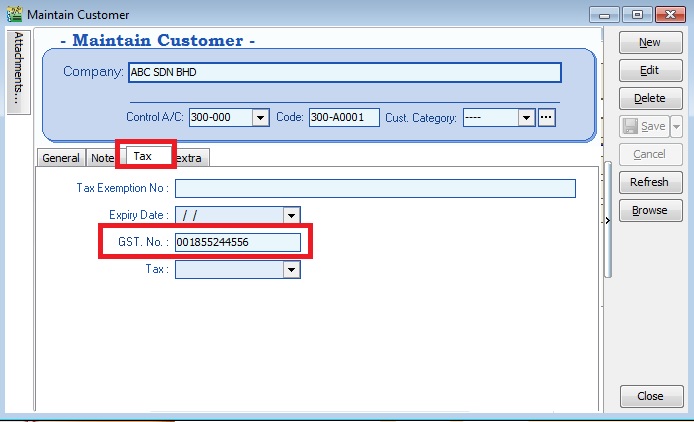 Maintain Customer
Attachments...
- Maintain Customer -
Company: ABC SDN BHD
Control A/C: 300-000 Code: 300-A0001 Cust. Category: ---- ...
General Note Tax extra
Tax Exemption No :
Expiry Date : / /
GST. No. : 001855244556
Tax :
New
Edit
Delete
Save
Cancel
Refresh
Browse
Close